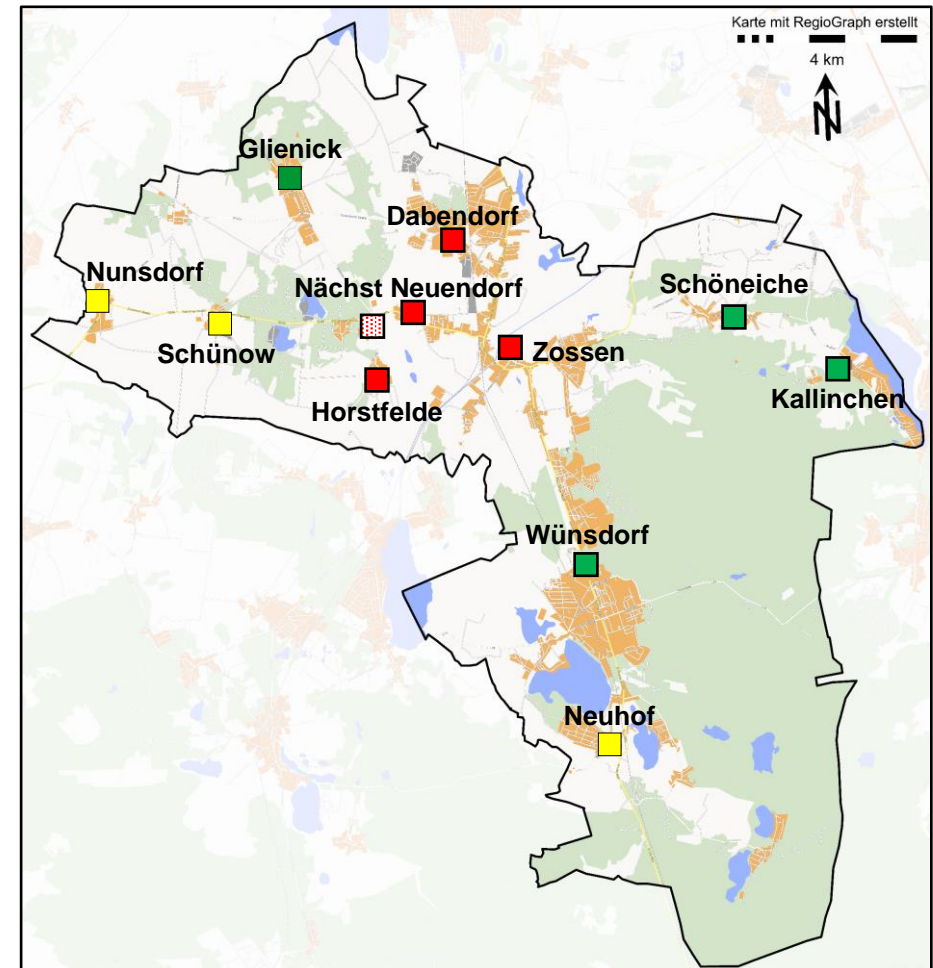 Karte mit RegioGraph erstellt
4 km
N
Glienick
Dabendorf
Nunsdorf
Nächst Neuendorf
Schöneiche
Schünow
Zossen
Kallinchen
Horstfelde
Wünsdorf
Neuhof